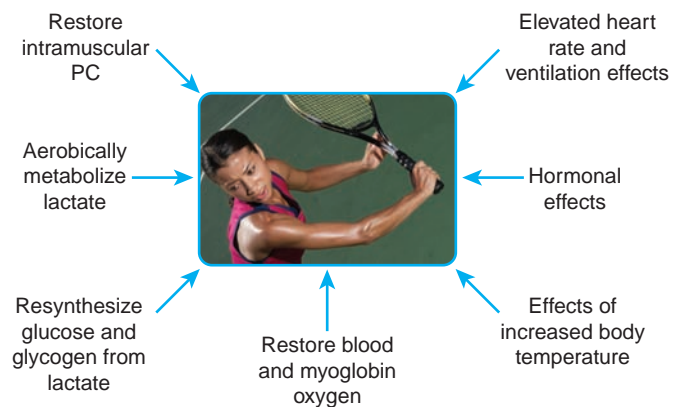 Restore
intramuscular
PC
Elevated heart
rate and
ventilation effects
Aerobically
metabolize
lactate
Hormonal
effects
Resynthesize
glucose and
glycogen from
lactate
Restore blood
and myoglobin
oxygen
Effects of
increased body
temperature